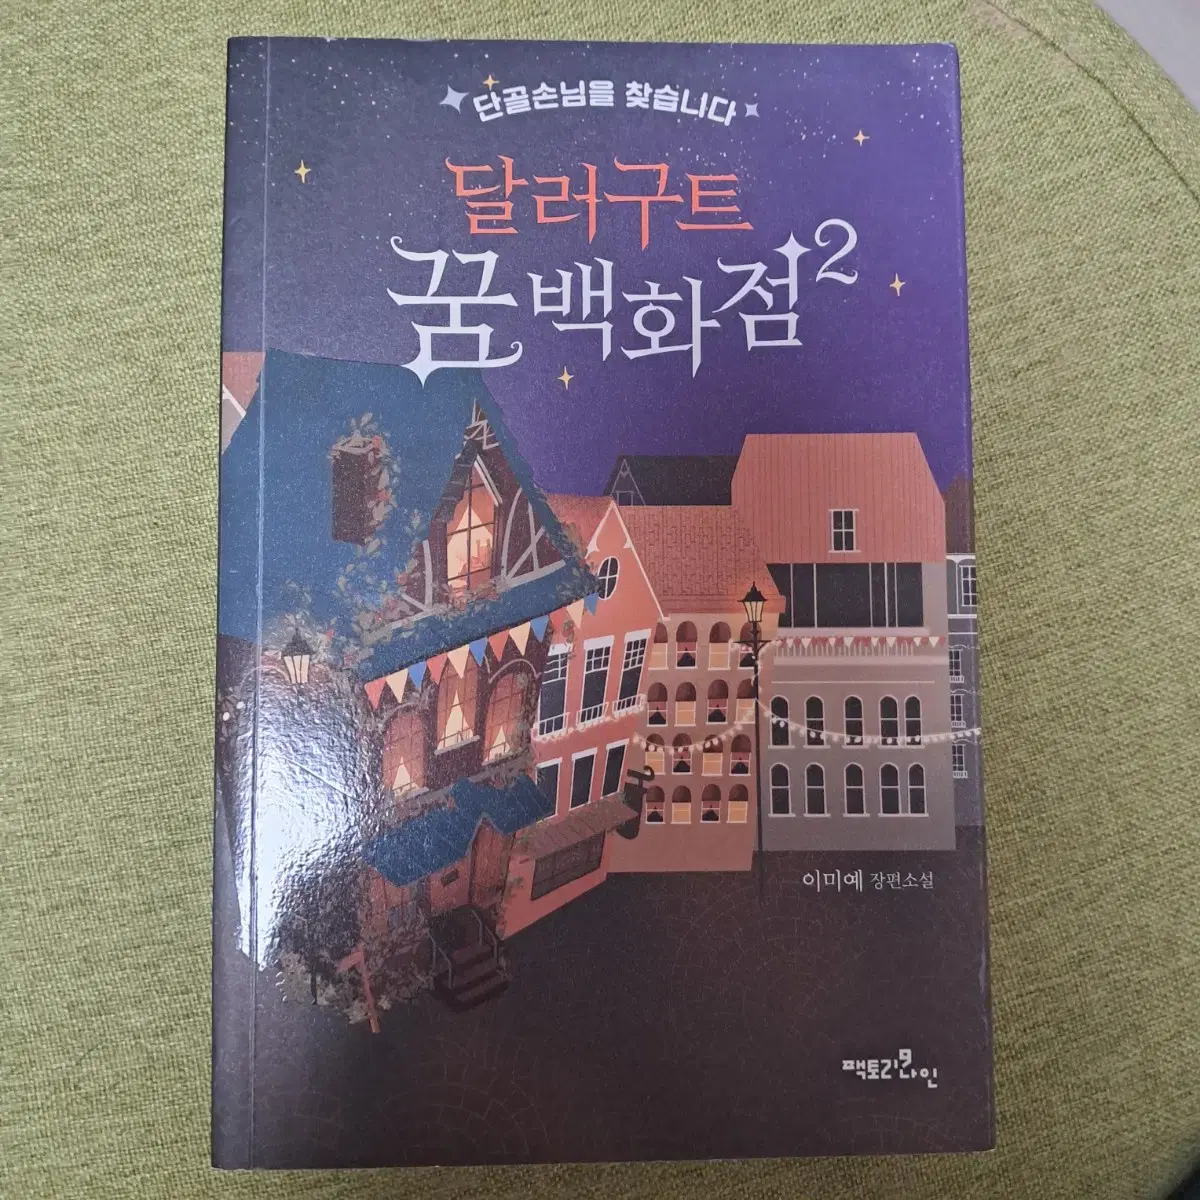 단골손님을 찾습니다
달러구트
꿈 백화점 2
이미예 장편소설
팩토리나인